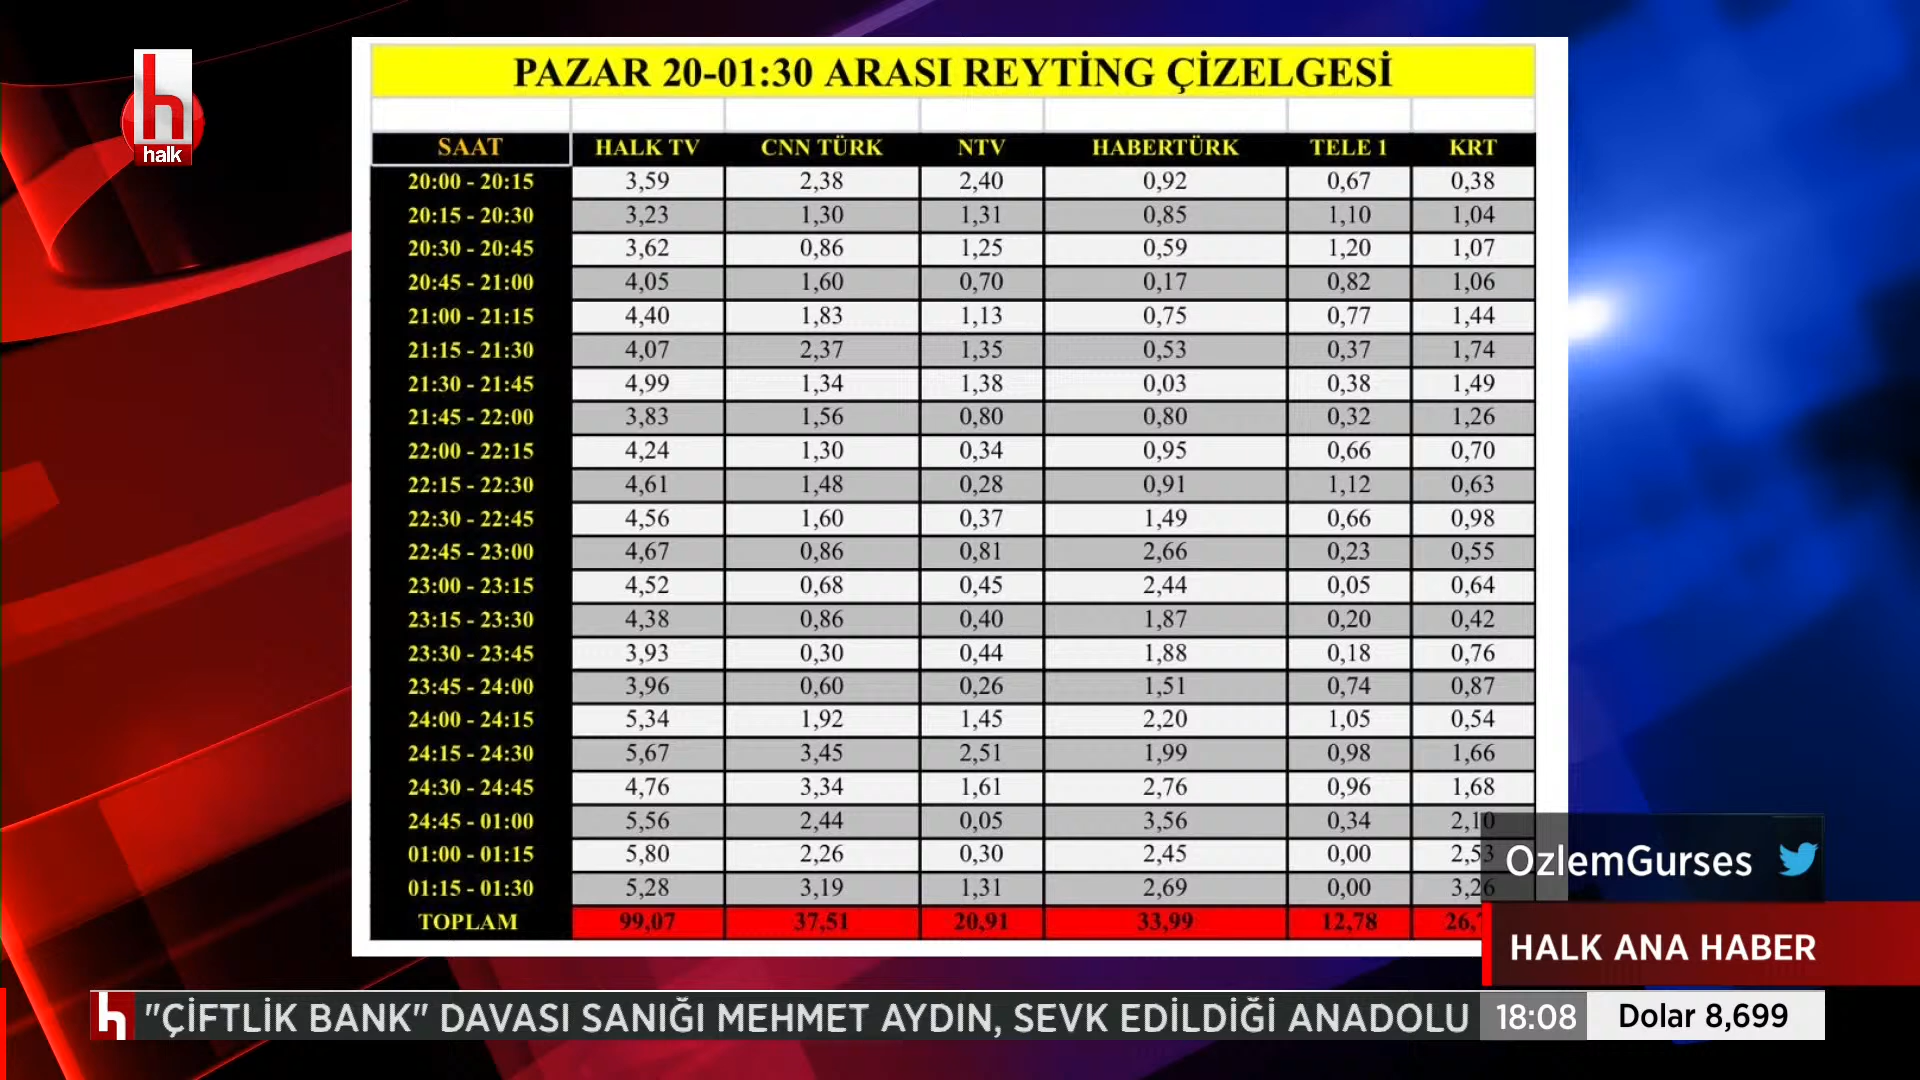 h
halk
PAZAR 20-01:30 ARASI REYTİNG ÇİZELGESİ
SAAT HALK TV CNN TÜRK NTV HABERTÜRK TELE 1 KRT
20:00 - 20:15 3,59 2,38 2,40 0,92 0,67 0,38
20:15 - 20:30 3,23 1,30 1,31 0,85 1,10 1,04
20:30 - 20:45 3,62 0,86 1,25 0,59 1,20 1,07
20:45 - 21:00 4,05 1,60 0,70 0,17 0,82 1,06
21:00 - 21:15 4,40 1,83 1,13 0,75 0,77 1,44
21:15 - 21:30 4,07 2,37 1,35 0,53 0,37 1,74
21:30 - 21:45 4,99 1,34 1,38 0,03 0,38 1,49
21:45 - 22:00 3,83 1,56 0,80 0,80 0,32 1,26
22:00 - 22:15 4,24 1,30 0,34 0,95 0,66 0,70
22:15 - 22:30 4,61 1,48 0,28 0,91 1,12 0,63
22:30 - 22:45 4,56 1,60 0,37 1,49 0,66 0,98
22:45 - 23:00 4,67 0,86 0,81 2,66 0,23 0,55
23:00 - 23:15 4,52 0,68 0,45 2,44 0,05 0,64
23:15 - 23:30 4,38 0,86 0,40 1,87 0,20 0,42
23:30 - 23:45 3,93 0,30 0,44 1,88 0,18 0,76
23:45 - 24:00 3,96 0,60 0,26 1,51 0,74 0,87
24:00 - 24:15 5,34 1,92 1,45 2,20 1,05 0,54
24:15 - 24:30 5,67 3,45 2,51 1,99 0,98 1,66
24:30 - 24:45 4,76 3,34 1,61 2,76 0,96 1,68
24:45 - 01:00 5,56 2,44 0,05 3,56 0,34 2,10
01:00 - 01:15 5,80 2,26 0,30 2,45 0,00 2,53
01:15 - 01:30 5,28 3,19 1,31 2,69 0,00 3,26
TOPLAM 99,07 37,51 20,91 33,99 12,78
OzlemGurses
HALK ANA HABER
h "ÇİFTLİK BANK" DAVASI SANIĞI MEHMET AYDIN, SEVK EDİLDİĞİ ANADOLU 18:08 Dolar 8,699